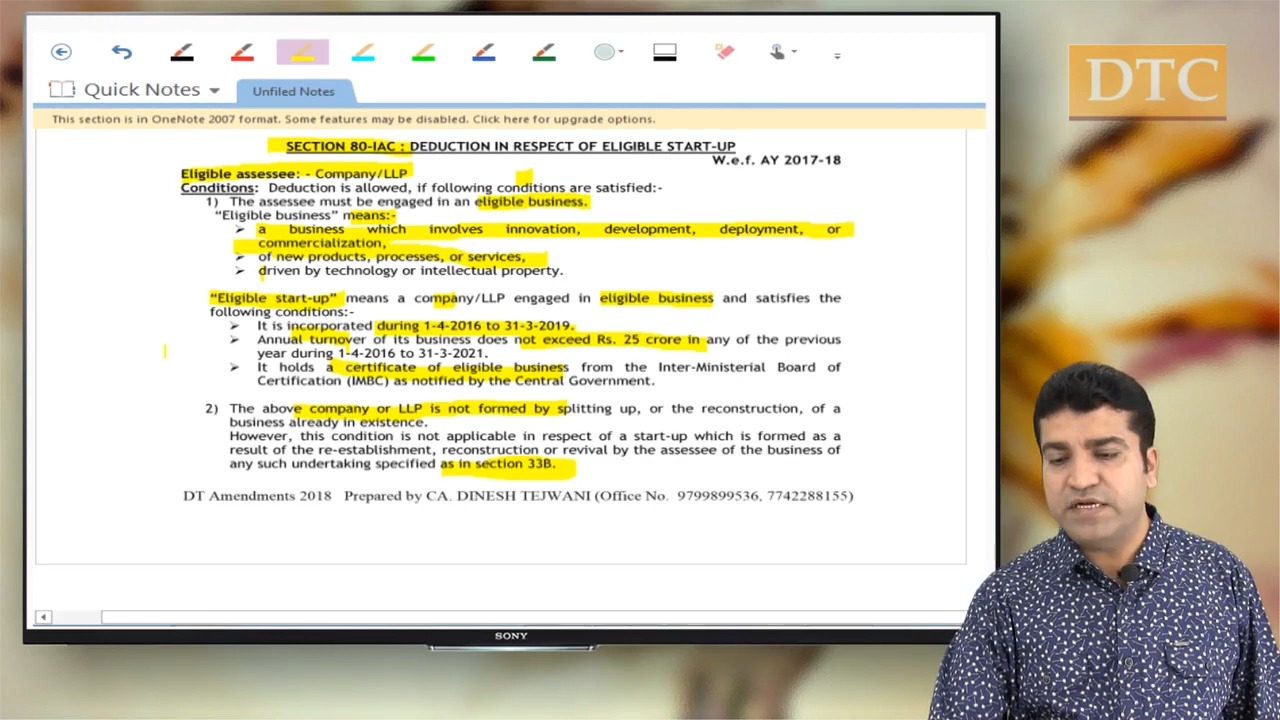 DTC
Quick Notes
Unfiled Notes
This section is in OneNote 2007 format. Some features may be disabled. Click here for upgrade options.
SECTION 80-IAC : DEDUCTION IN RESPECT OF ELIGIBLE START-UP
W.e.f. AY 2017-18
Eligible assessee: - Company/LLP
Conditions: Deduction is allowed, if following conditions are satisfied:-
1) The assessee must be engaged in an eligible business.
“Eligible business” means:-
➢ a business which involves innovation, development, deployment, or
commercialization,
➢ of new products, processes, or services,
➢ driven by technology or intellectual property.
“Eligible start-up” means a company/LLP engaged in eligible business and satisfies the
following conditions:-
➢ It is incorporated during 1-4-2016 to 31-3-2019.
➢ Annual turnover of its business does not exceed Rs. 25 crore in any of the previous
year during 1-4-2016 to 31-3-2021.
➢ It holds a certificate of eligible business from the Inter-Ministerial Board of
Certification (IMBC) as notified by the Central Government.
2) The above company or LLP is not formed by splitting up, or the reconstruction, of a
business already in existence.
However, this condition is not applicable in respect of a start-up which is formed as a
result of the re-establishment, reconstruction or revival by the assessee of the business of
any such undertaking specified as in section 33B.
DT Amendments 2018 Prepared by CA. DINESH TEJWANI (Office No. 9799899536, 7742288155)
SONY